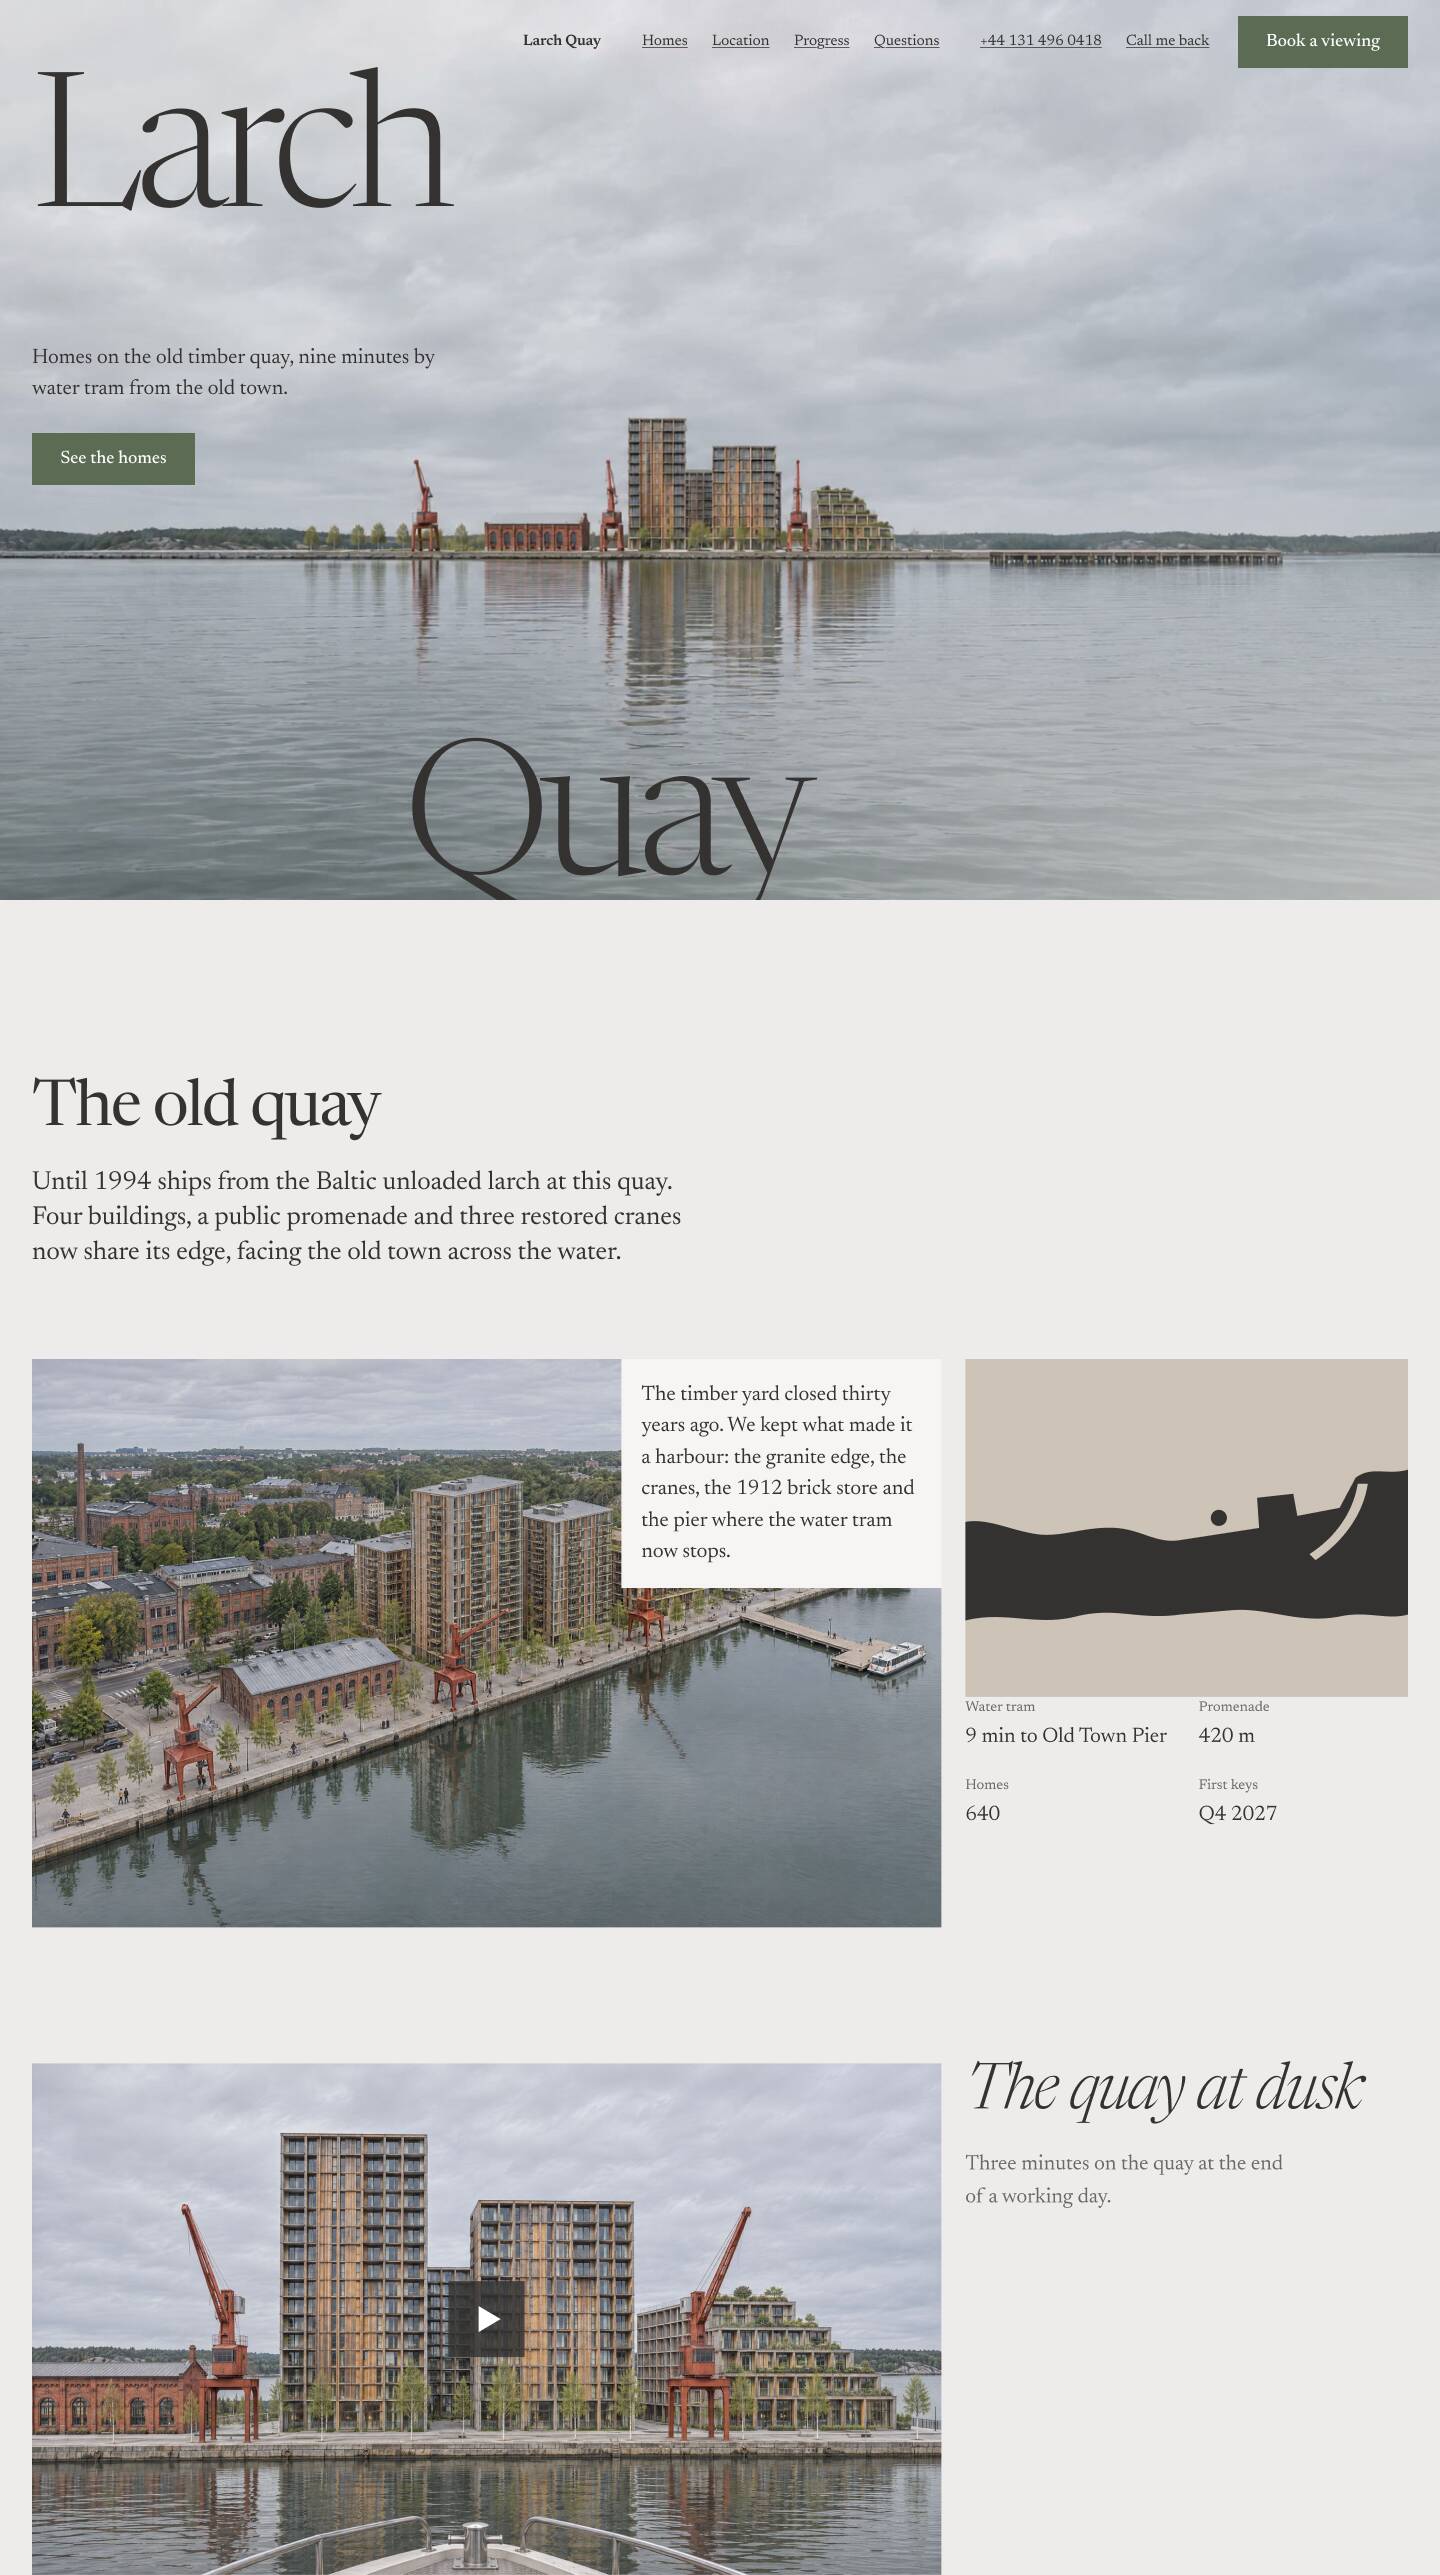 Larch Quay
Homes
Location
Progress
Questions
+44 131 496 0418
Call me back
Book a viewing
Larch
Homes on the old timber quay, nine minutes by
water tram from the old town.
See the homes
Quay
The old quay
Until 1994 ships from the Baltic unloaded larch at this quay.
Four buildings, a public promenade and three restored cranes
now share its edge, facing the old town across the water.
The timber yard closed thirty
years ago. We kept what made it
a harbour: the granite edge, the
cranes, the 1912 brick store and
the pier where the water tram
now stops.
Water tram
9 min to Old Town Pier
Promenade
420 m
Homes
640
First keys
Q4 2027
The quay at dusk
Three minutes on the quay at the end
of a working day.